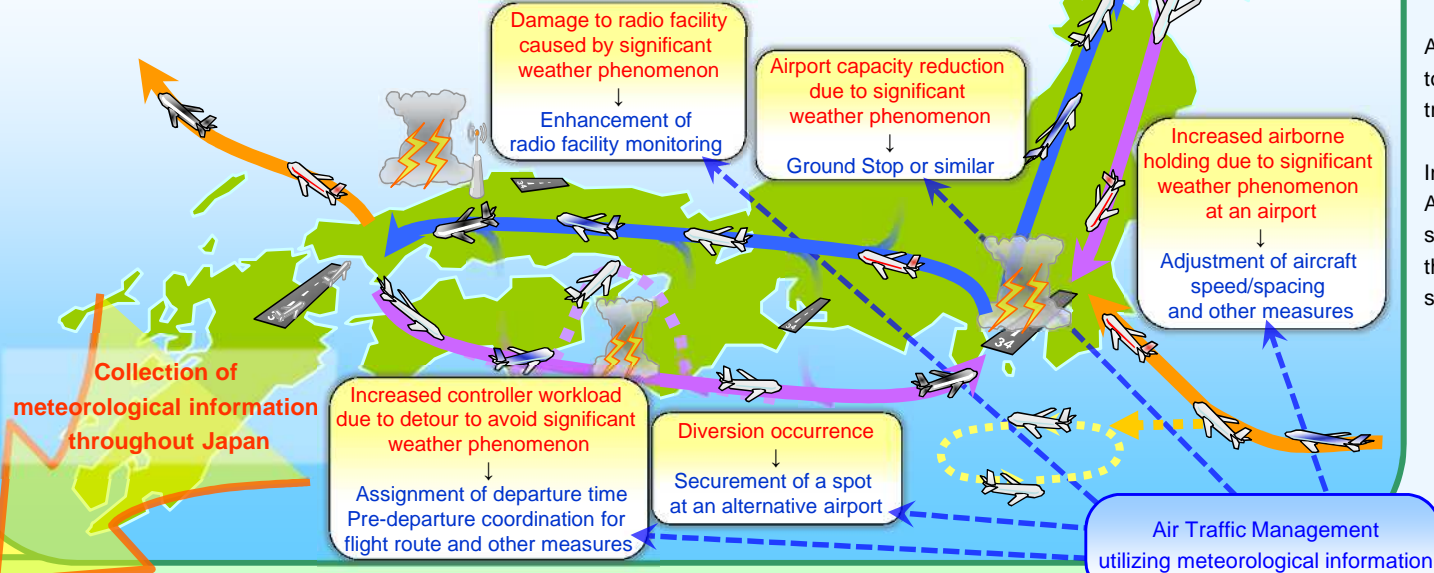 Damage to radio facility
caused by significant
weather phenomenon
↓
Enhancement of
radio facility monitoring
Airport capacity reduction
due to significant
weather phenomenon
↓
Ground Stop or similar
Increased airborne
holding due to significant
weather phenomenon
at an airport
↓
Adjustment of aircraft
speed/spacing
and other measures
34
34
Collection of
meteorological information
throughout Japan
Increased controller workload
due to detour to avoid significant
weather phenomenon
↓
Assignment of departure time
Pre-departure coordination for
flight route and other measures
Diversion occurrence
↓
Securement of a spot
at an alternative airport
Air Traffic Management
utilizing meteorological information